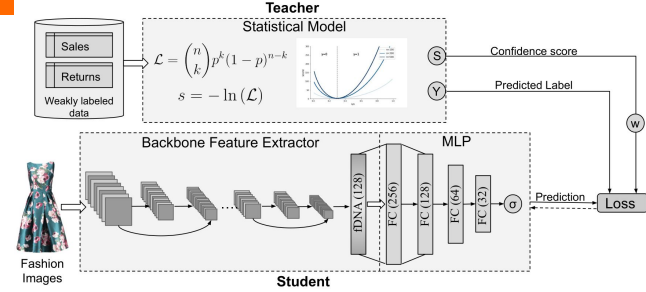 Teacher
Statistical Model
Sales
Returns
Weakly labeled
data
ℒ = (n k) p^k (1 − p)^{n−k}
s = −ln (ℒ)
S
Confidence score
Y
Predicted Label
w
Backbone Feature Extractor
MLP
fDNA (128)
FC (256)
FC (128)
FC (64)
FC (32)
σ
Prediction
Loss
Fashion
Images
Student